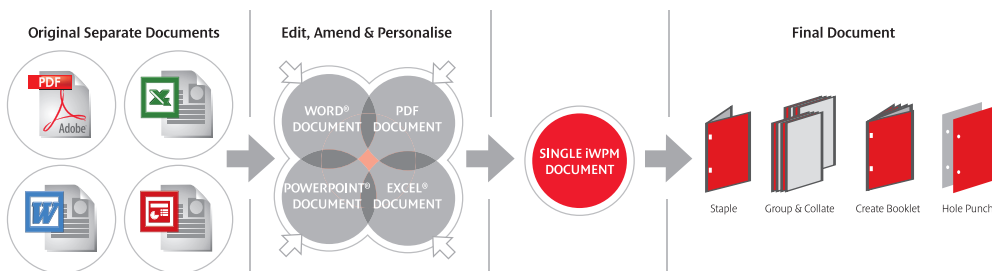 Original Separate Documents
Edit, Amend & Personalise
Final Document
PDF
Adobe
X
W
WORD®
DOCUMENT
PDF
DOCUMENT
POWERPOINT®
DOCUMENT
EXCEL®
DOCUMENT
SINGLE iWPM
DOCUMENT
Staple
Group & Collate
Create Booklet
Hole Punch